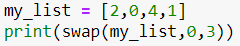 my_list = [2,0,4,1]
print(swap(my_list,0,3))